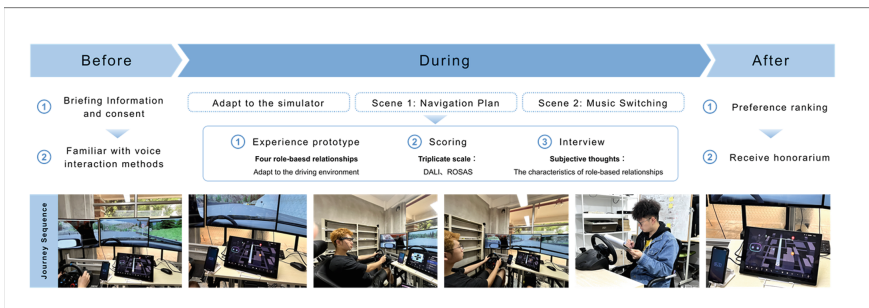 Before
During
After
1 Briefing Information
and consent
2 Familiar with voice
interaction methods
Adapt to the simulator
Scene 1: Navigation Plan
Scene 2: Music Switching
1 Experience prototype
Four role-based relationships
Adapt to the driving environment
2 Scoring
Triplicate scale：
DALI、ROSAS
3 Interview
Subjective thoughts：
The characteristics of role-based relationships
1 Preference ranking
2 Receive honorarium
Journey Sequence